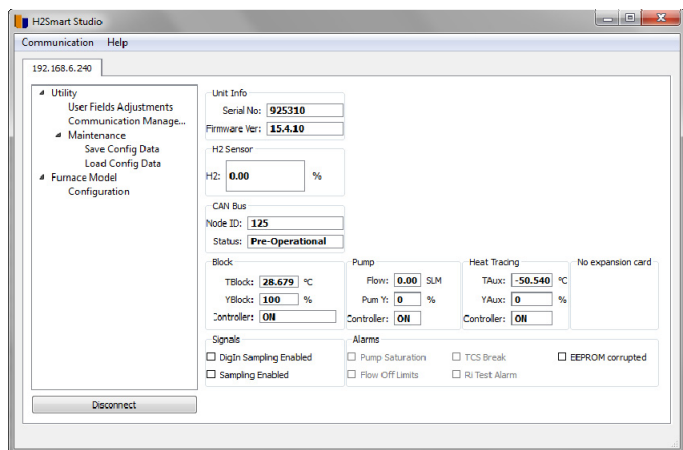 H2Smart Studio
Communication Help
192.168.6.240
Utility
User Fields Adjustments
Communication Manage...
Maintenance
Save Config Data
Load Config Data
Furnace Model
Configuration
Disconnect
Unit Info
Serial No: 925310
Firmware Ver: 15.4.10
H2 Sensor
H2: 0.00 %
CAN Bus
Node ID: 125
Status: Pre-Operational
Block
TBlock: 28.679 °C
YBlock: 100 %
Controller: ON
Pump
Flow: 0.00 SLM
Pum Y: 0 %
Controller: ON
Heat Tracing
TAux: -50.540 °C
YAux: 0 %
Controller: ON
No expansion card
Signals
DigIn Sampling Enabled
Sampling Enabled
Alarms
Pump Saturation TCS Break EEPROM corrupted
Flow Off Limits Ri Test Alarm